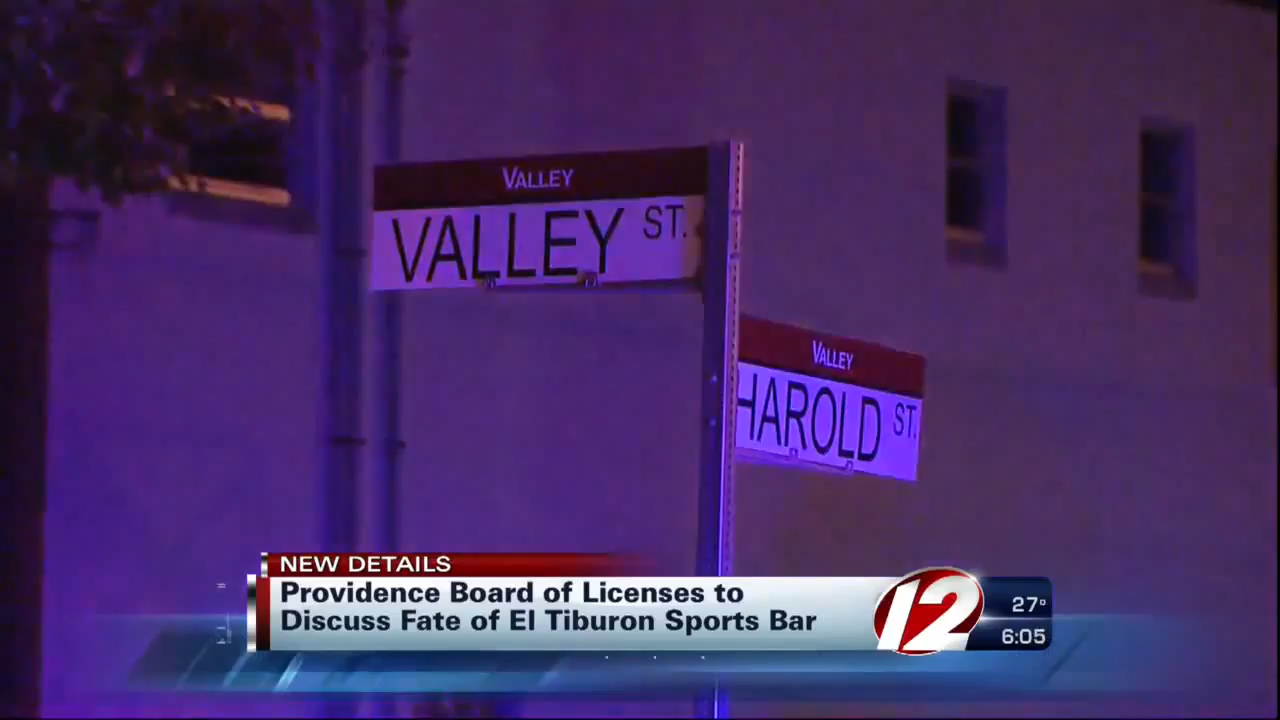 VALLEY
VALLEY ST.
VALLEY
HAROLD ST.
NEW DETAILS
Providence Board of Licenses to
Discuss Fate of El Tiburon Sports Bar
12
27°
6:05